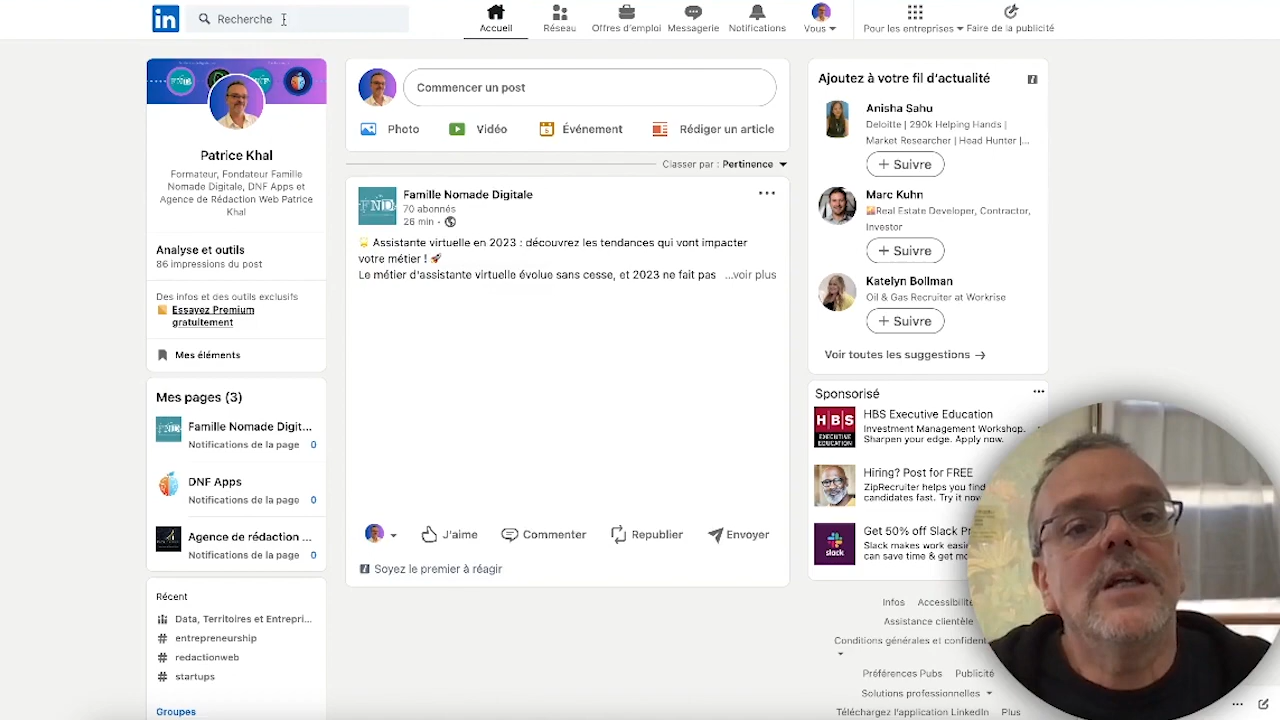 in
Recherche
Accueil
Réseau
Offres d'emploi
Messagerie
Notifications
Vous
Pour les entreprises
Faire de la publicité
Patrice Khal
Formateur, Fondateur Famille
Nomade Digitale, DNF Apps et
Agence de Rédaction Web Patrice
Khal
Analyse et outils
86 impressions du post
Des infos et des outils exclusifs
Essayez Premium
gratuitement
Mes éléments
Mes pages (3)
Famille Nomade Digit...
Notifications de la page 0
DNF Apps
Notifications de la page 0
Agence de rédaction ...
Notifications de la page 0
Récent
Data, Territoires et Entrepri...
# entrepreneurship
# redactionweb
# startups
Groupes
Commencer un post
Photo
Vidéo
Événement
Rédiger un article
Classer par : Pertinence
FND
Famille Nomade Digitale
70 abonnés
26 min •
Assistante virtuelle en 2023 : découvrez les tendances qui vont impacter
votre métier !
Le métier d'assistante virtuelle évolue sans cesse, et 2023 ne fait pas ...voir plus
J'aime
Commenter
Republier
Envoyer
Soyez le premier à réagir
Ajoutez à votre fil d'actualité
Anisha Sahu
Deloitte | 290k Helping Hands |
Market Researcher | Head Hunter |...
+ Suivre
Marc Kuhn
Real Estate Developer, Contractor,
Investor
+ Suivre
Katelyn Bollman
Oil & Gas Recruiter at Workrise
+ Suivre
Voir toutes les suggestions →
Sponsorisé
HBS
EXECUTIVE
EDUCATION
HBS Executive Education
Investment Management Workshop.
Sharpen your edge. Apply now.
Hiring? Post for FREE
ZipRecruiter helps you find
candidates fast. Try it now
slack
Get 50% off Slack Pr
Slack makes work easi
can save time & get mo
Infos
Accessibilité
Assistance clientèle
Conditions générales et confident
Préférences Pubs
Publicité
Solutions professionnelles
Téléchargez l'application LinkedIn
Plus